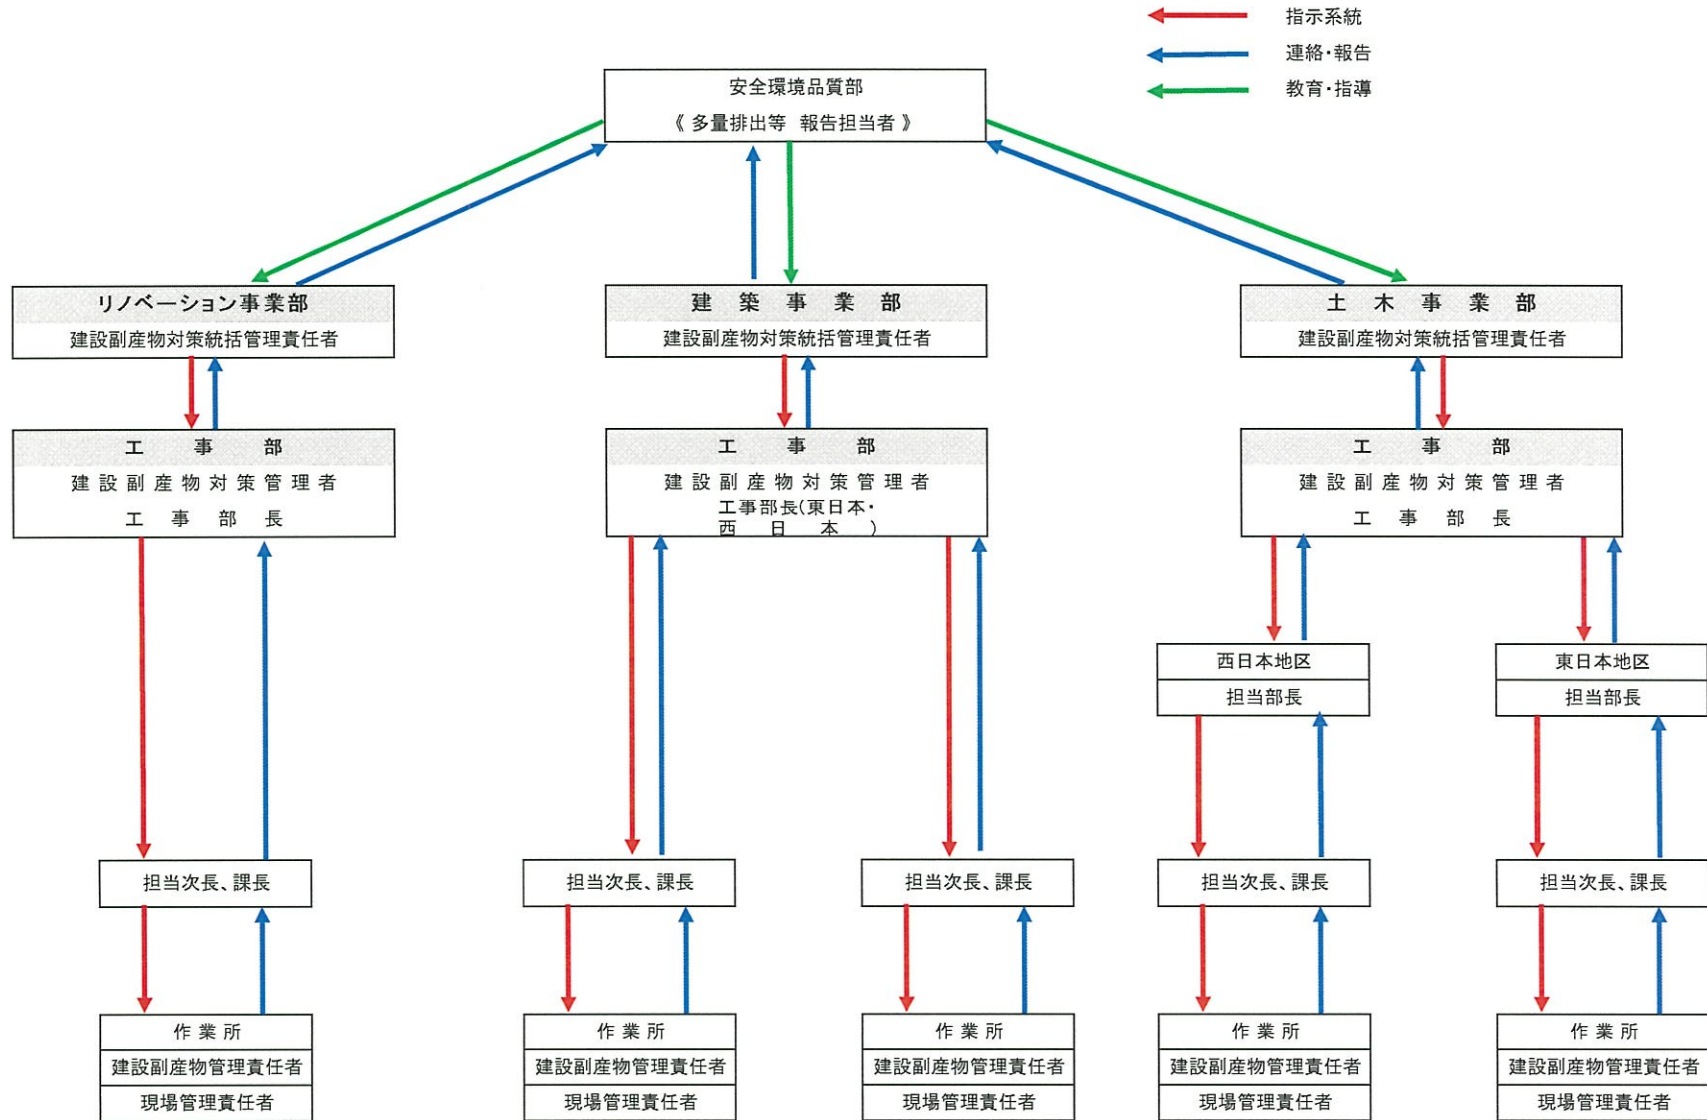 指示系統
連絡・報告
教育・指導
安全環境品質部
《 多量排出等 報告担当者 》
リノベーション事業部
建設副産物対策統括管理責任者
建築事業部
建設副産物対策統括管理責任者
土木事業部
建設副産物対策統括管理責任者
工事部
建設副産物対策管理者
工事部長
工事部
建設副産物対策管理者
工事部長(東日本・
西日本)
工事部
建設副産物対策管理者
工事部長
西日本地区
担当部長
東日本地区
担当部長
担当次長、課長
担当次長、課長
担当次長、課長
担当次長、課長
担当次長、課長
作業所
建設副産物管理責任者
現場管理責任者
作業所
建設副産物管理責任者
現場管理責任者
作業所
建設副産物管理責任者
現場管理責任者
作業所
建設副産物管理責任者
現場管理責任者
作業所
建設副産物管理責任者
現場管理責任者